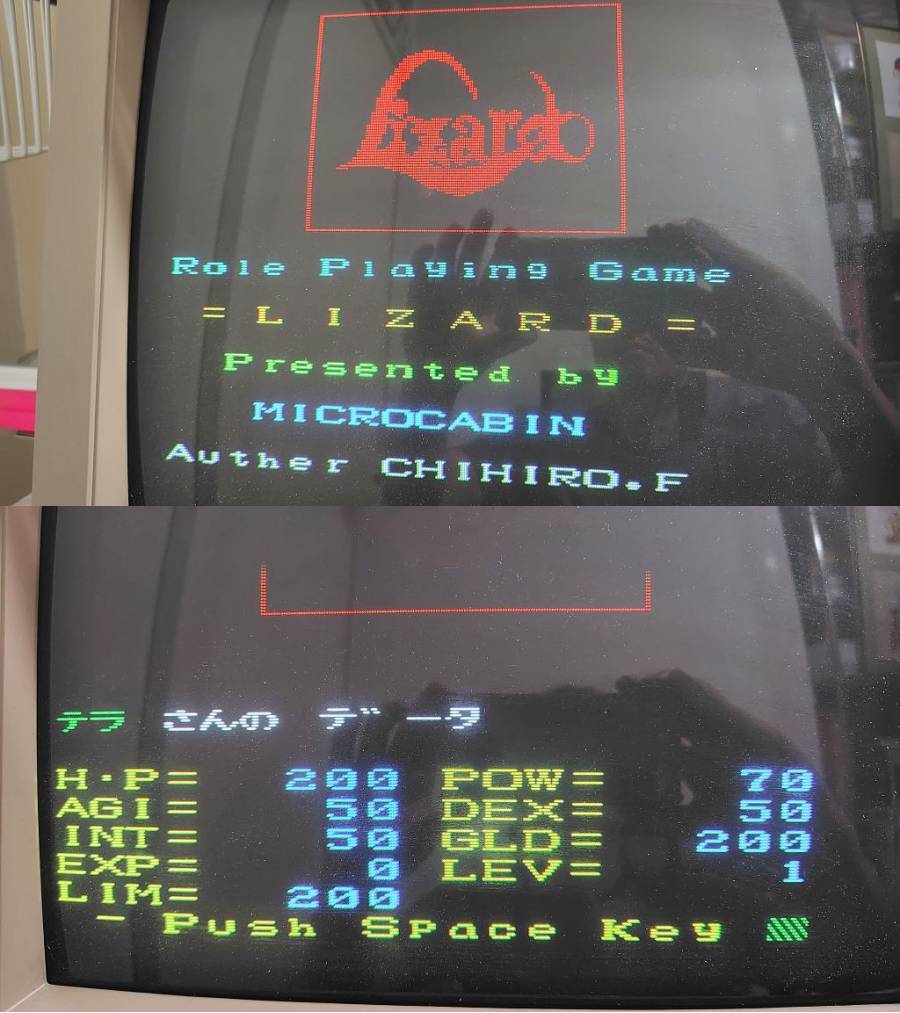 Lizard
Role Playing Game
= L I Z A R D =
Presented by
MICROCABIN
Auther CHIHIRO.F
テラ さんの データ
H・P= 200 POW= 70
AGI= 50 DEX= 50
INT= 50 GLD= 200
EXP= 0 LEV= 1
LIM= 200
- Push Space Key